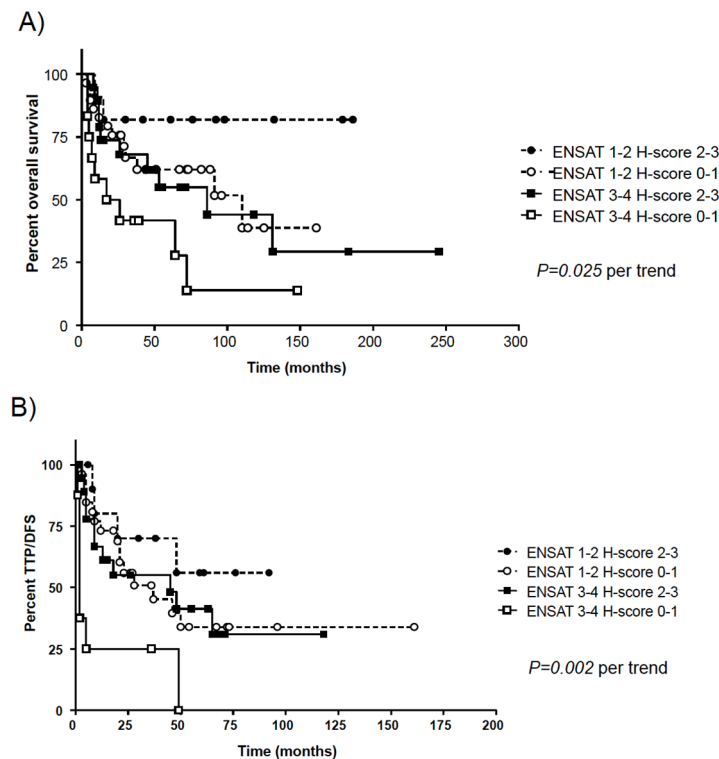 A)
Percent overall survival
100
75
50
25
0
0 50 100 150 200 250 300
Time (months)
ENSAT 1-2 H-score 2-3
ENSAT 1-2 H-score 0-1
ENSAT 3-4 H-score 2-3
ENSAT 3-4 H-score 0-1
P=0.025 per trend
B)
Percent TTP/DFS
100
75
50
25
0
0 25 50 75 100 125 150 175 200
Time (months)
ENSAT 1-2 H-score 2-3
ENSAT 1-2 H-score 0-1
ENSAT 3-4 H-score 2-3
ENSAT 3-4 H-score 0-1
P=0.002 per trend